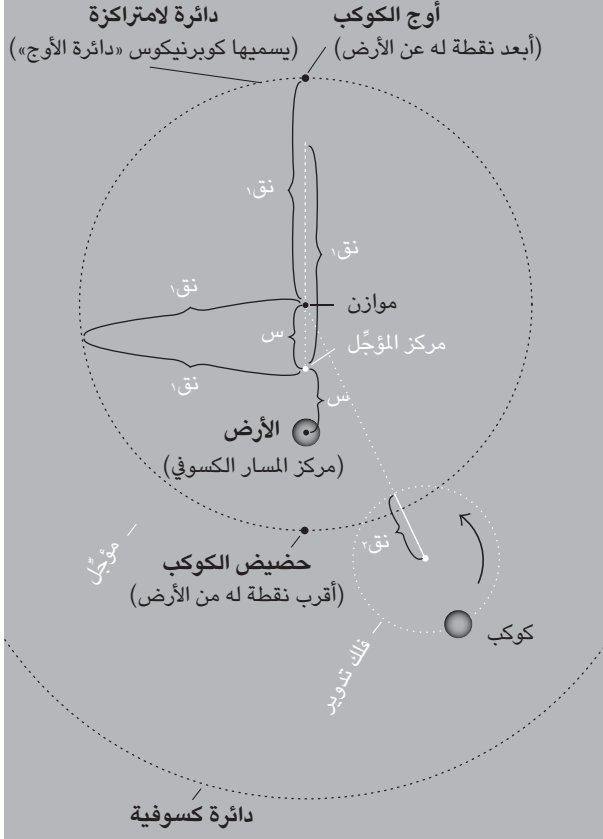 دائرة لامتراكزة
(يسميها كوبرنيكوس «دائرة الأوج»)
أوج الكوكب
(أبعد نقطة له عن الأرض)
نق١
نق١
نق١
موازن
س
مركز المؤجِّل
نق١
س
الأرض
(مركز المسار الكسوفي)
نق٢
مؤجِّل
حضيض الكوكب
(أقرب نقطة له من الأرض)
كوكب
فلك تدوير
دائرة كسوفية